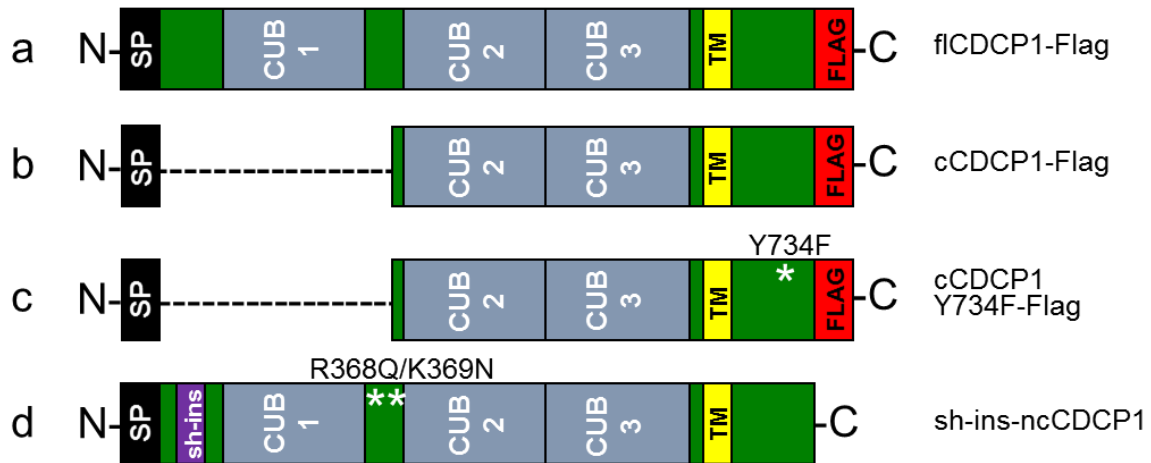 a N- SP CUB 1 CUB 2 CUB 3 TM FLAG -C flCDCP1-Flag
b N- SP CUB 2 CUB 3 TM FLAG -C cCDCP1-Flag
Y734F
*
c N- SP CUB 2 CUB 3 TM FLAG -C cCDCP1
Y734F-Flag
R368Q/K369N
**
d N- SP sh-ins CUB 1 CUB 2 CUB 3 TM -C sh-ins-ncCDCP1